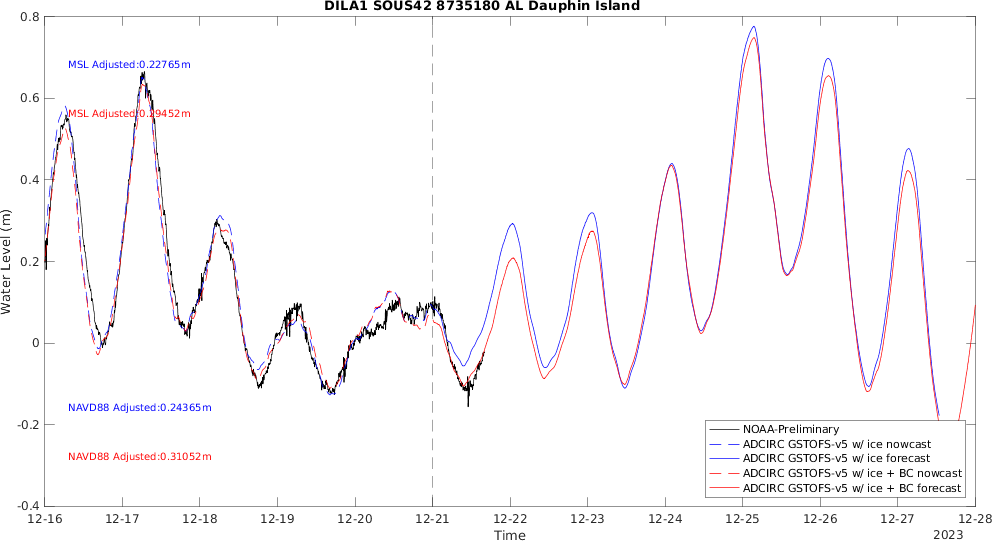 DILA1 SOUS42 8735180 AL Dauphin Island
0.8
0.6
0.4
0.2
0
-0.2
-0.4
Water Level (m)
MSL Adjusted:0.22765m
MSL Adjusted:0.29452m
NAVD88 Adjusted:0.24365m
NAVD88 Adjusted:0.31052m
NOAA-Preliminary
ADCIRC GSTOFS-v5 w/ ice nowcast
ADCIRC GSTOFS-v5 w/ ice forecast
ADCIRC GSTOFS-v5 w/ ice + BC nowcast
ADCIRC GSTOFS-v5 w/ ice + BC forecast
12-16 12-17 12-18 12-19 12-20 12-21 12-22 12-23 12-24 12-25 12-26 12-27 12-28
Time
2023